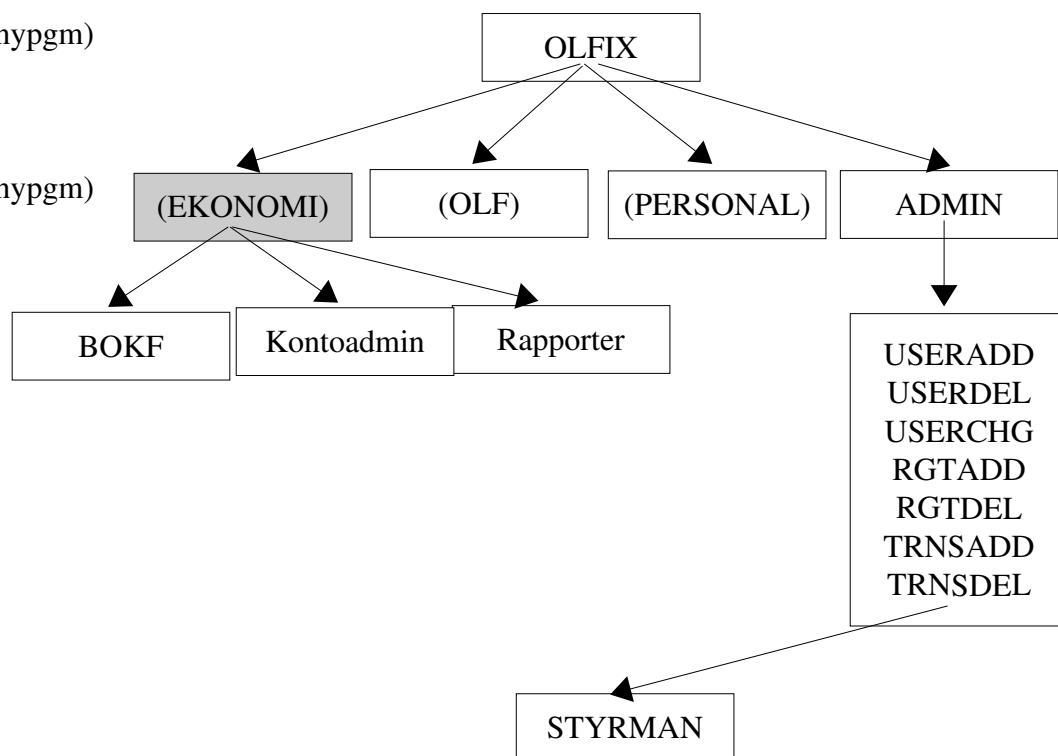 nypgm)
OLFIX
nypgm)
(EKONOMI)
(OLF)
(PERSONAL)
ADMIN
BOKF
Kontoadmin
Rapporter
USERADD
USERDEL
USERCHG
RGTADD
RGTDEL
TRNSADD
TRNSDEL
STYRMAN